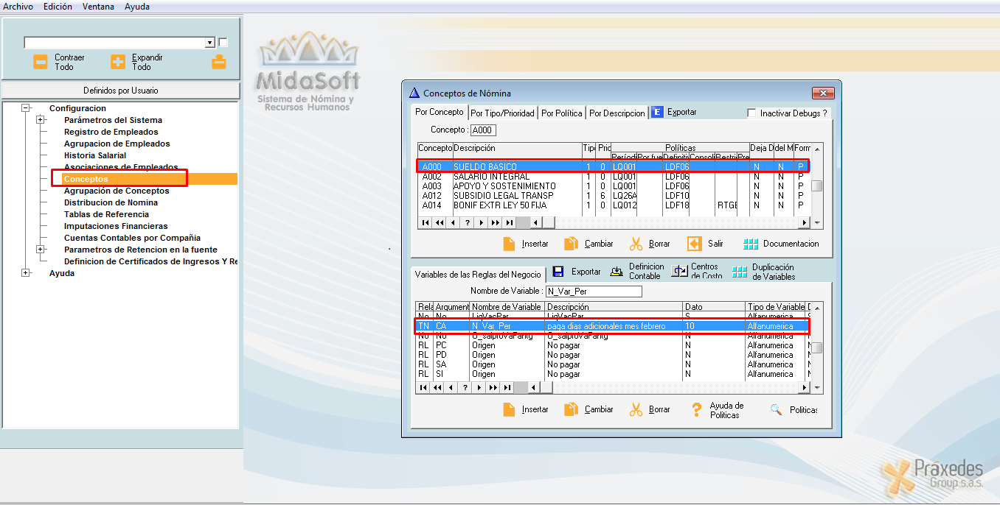 Archivo Edición Ventana Ayuda
Contraer Todo
Expandir Todo
Definidos por Usuario
Configuracion
Parámetros del Sistema
Registro de Empleados
Agrupacion de Empleados
Historia Salarial
Asociaciones de Empleados
Conceptos
Agrupación de Conceptos
Distribucion de Nomina
Tablas de Referencia
Imputaciones Financieras
Cuentas Contables por Compañia
Parametros de Retencion en la fuente
Definicion de Certificados de Ingresos Y Re
Ayuda
MidaSoft
Sistema de Nómina y
Recursos Humanos
Conceptos de Nómina
Por Concepto Por Tipo/Prioridad Por Política Por Descripcion E Exportar Inactivar Debugs ?
Concepto : A000
Concepto Descripción Tipo Pric Políticas Deja D del M Form
Períodi Por fue Definiti Consoli Restri Pre
A000 SUELDO BASICO 1 0 LQ001 LDF06 N N P
A002 SALARIO INTEGRAL 1 0 LQ001 LDF06 N N P
A003 APOYO Y SOSTENIMIENTO 1 0 LQ001 LDF06 N N P
A012 SUBSIDIO LEGAL TRANSP 1 6 LQ26A LDF10 N N P
A014 BONIF EXTR LEY 50 FIJA 1 0 LQ012 LDF18 RTGE N N P
Insertar Cambiar Borrar Salir Documentacion
Variables de las Reglas del Negocio Exportar Definicion Contable Centros de Costo Duplicación de Variables
Nombre de Variable : N_Var_Per
Rela Argument Nombre de Variable Descripción Dato Tipo de Variable D
No No LiqVacPar LiqVacPar S Alfanumerica
TN CA N_Var_Per paga dias adicionales mes febrero 10 Alfanumerica
No No O_salproVaPantg O_salproVaPantg N Alfanumerica
RL PC Origen No pagar N Alfanumerica N
RL PD Origen No pagar N Alfanumerica N
RL SA Origen No pagar N Alfanumerica N
RL SI Origen No pagar N Alfanumerica N
Insertar Cambiar Borrar Ayuda de Politicas Politicas
Práxedes
Group s.a.s.